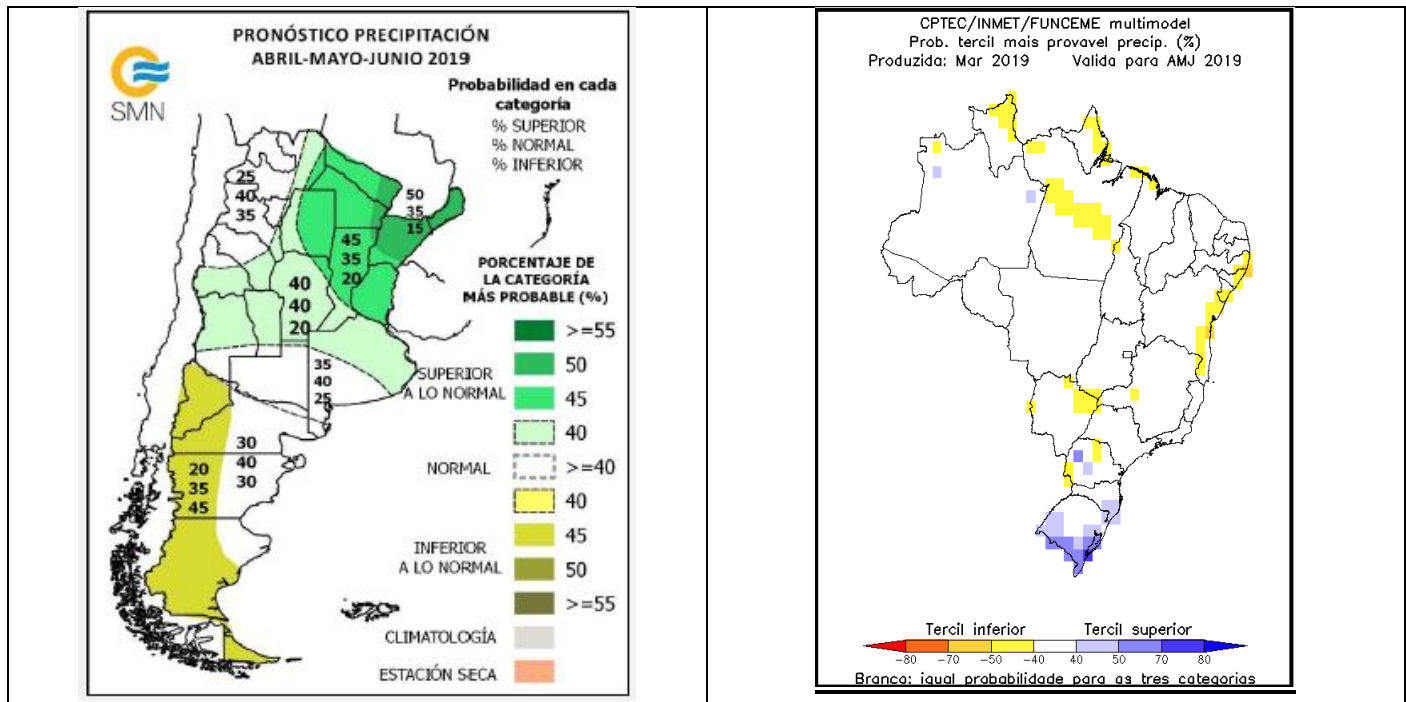 PRONÓSTICO PRECIPITACIÓN
ABRIL-MAYO-JUNIO 2019
SMN
Probabilidad en cada
categoría
% SUPERIOR
% NORMAL
% INFERIOR
25
40
35
50
35
15
45
35
20
40
40
20
35
40
25
30
40
30
20
35
45
PORCENTAJE DE
LA CATEGORÍA
MÁS PROBABLE (%)
SUPERIOR
A LO NORMAL
>=55
50
45
40
NORMAL
>=40
40
INFERIOR
A LO NORMAL
45
50
>=55
CLIMATOLOGÍA
ESTACIÓN SECA
CPTEC/INMET/FUNCEME multimodel
Prob. tercil mais provavel precip. (%)
Produzida: Mar 2019 Valida para AMJ 2019
Tercil inferior Tercil superior
-80 -70 -50 -40 40 50 70 80
Branca: igual probabilidade para as tres categorias